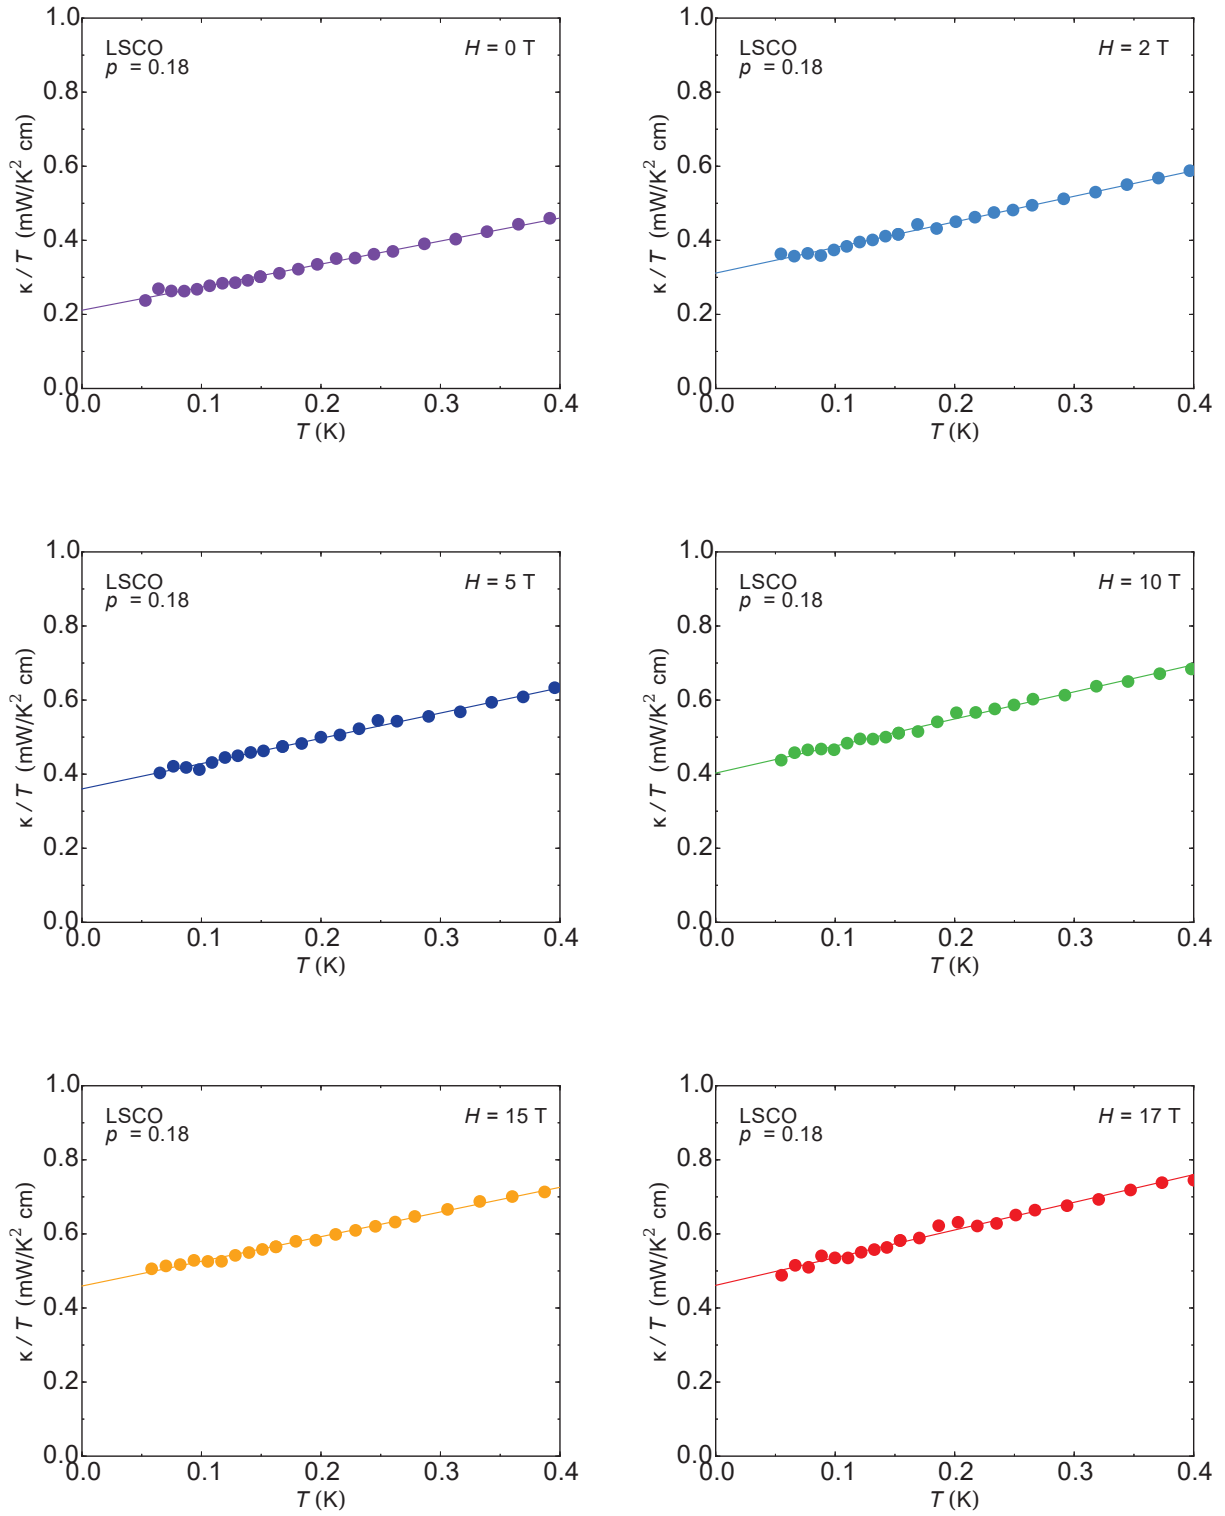 1.0
LSCO
p = 0.18
H = 0 T
0.8
0.6
0.4
0.2
0.0
κ / T (mW/K² cm)
0.0 0.1 0.2 0.3 0.4
T (K)
1.0
LSCO
p = 0.18
H = 2 T
0.8
0.6
0.4
0.2
0.0
κ / T (mW/K² cm)
0.0 0.1 0.2 0.3 0.4
T (K)
1.0
LSCO
p = 0.18
H = 5 T
0.8
0.6
0.4
0.2
0.0
κ / T (mW/K² cm)
0.0 0.1 0.2 0.3 0.4
T (K)
1.0
LSCO
p = 0.18
H = 10 T
0.8
0.6
0.4
0.2
0.0
κ / T (mW/K² cm)
0.0 0.1 0.2 0.3 0.4
T (K)
1.0
LSCO
p = 0.18
H = 15 T
0.8
0.6
0.4
0.2
0.0
κ / T (mW/K² cm)
0.0 0.1 0.2 0.3 0.4
T (K)
1.0
LSCO
p = 0.18
H = 17 T
0.8
0.6
0.4
0.2
0.0
κ / T (mW/K² cm)
0.0 0.1 0.2 0.3 0.4
T (K)